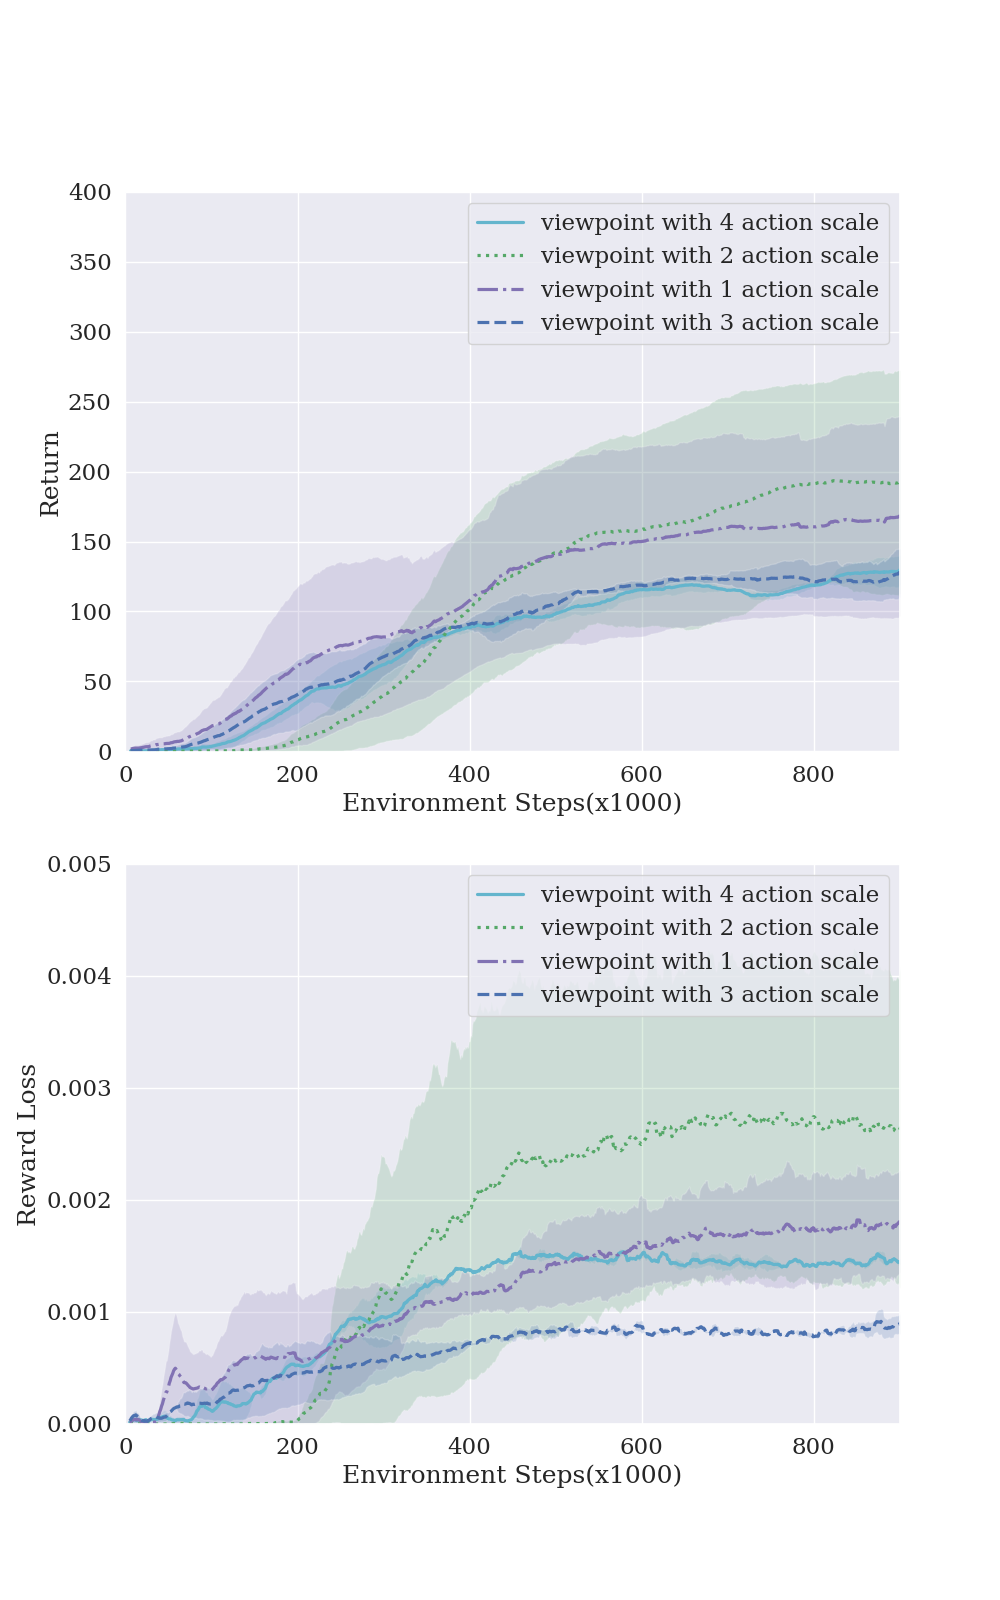 400
350
300
250
200
150
100
50
0
Return
viewpoint with 4 action scale
viewpoint with 2 action scale
viewpoint with 1 action scale
viewpoint with 3 action scale
0 200 400 600 800
Environment Steps(x1000)
0.005
0.004
0.003
0.002
0.001
0.000
Reward Loss
viewpoint with 4 action scale
viewpoint with 2 action scale
viewpoint with 1 action scale
viewpoint with 3 action scale
0 200 400 600 800
Environment Steps(x1000)